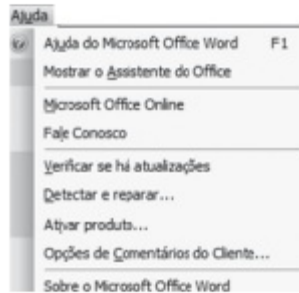 Ajuda
Ajuda do Microsoft Office Word F1
Mostrar o Assistente do Office
Microsoft Office Online
Fale Conosco
Verificar se há atualizações
Detectar e reparar...
Ativar produto...
Opções de Comentários do Cliente...
Sobre o Microsoft Office Word